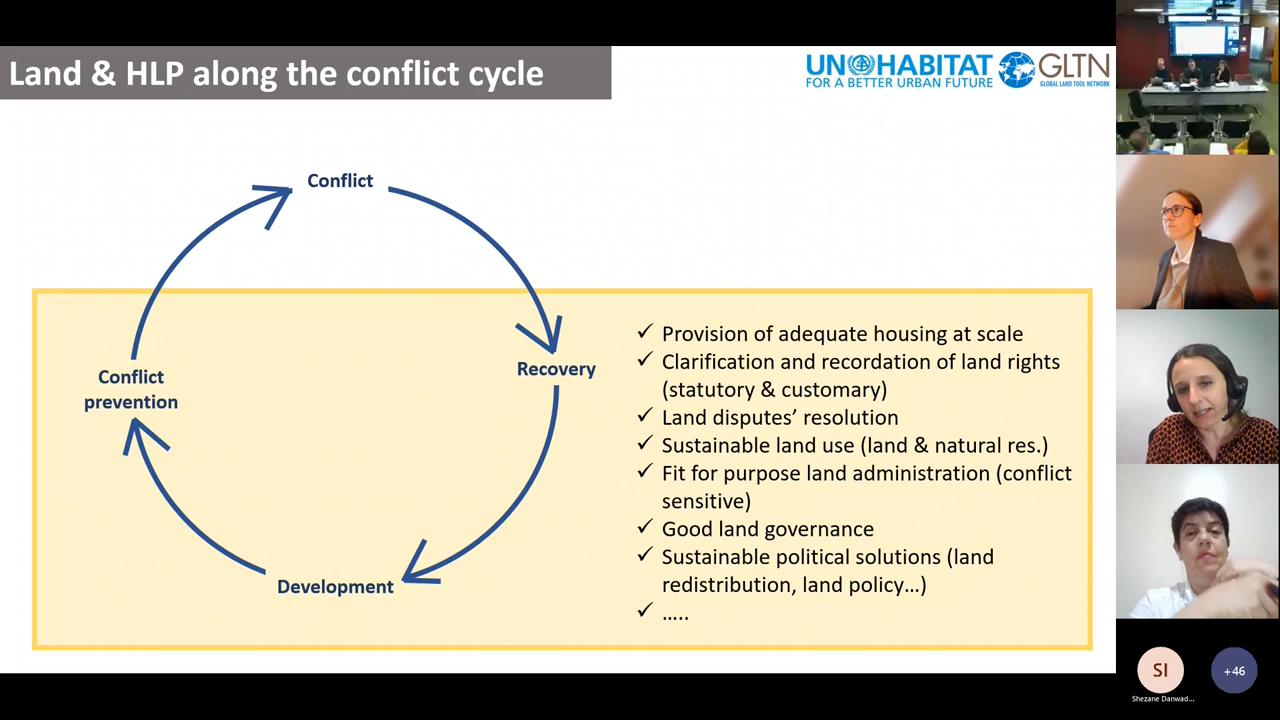 Land & HLP along the conflict cycle
UN HABITAT
FOR A BETTER URBAN FUTURE
GLTN
GLOBAL LAND TOOL NETWORK
Conflict
Recovery
Development
Conflict
prevention
✓ Provision of adequate housing at scale
✓ Clarification and recordation of land rights
(statutory & customary)
✓ Land disputes’ resolution
✓ Sustainable land use (land & natural res.)
✓ Fit for purpose land administration (conflict
sensitive)
✓ Good land governance
✓ Sustainable political solutions (land
redistribution, land policy…)
✓ …..
SI
+46
Shezane Danwad...